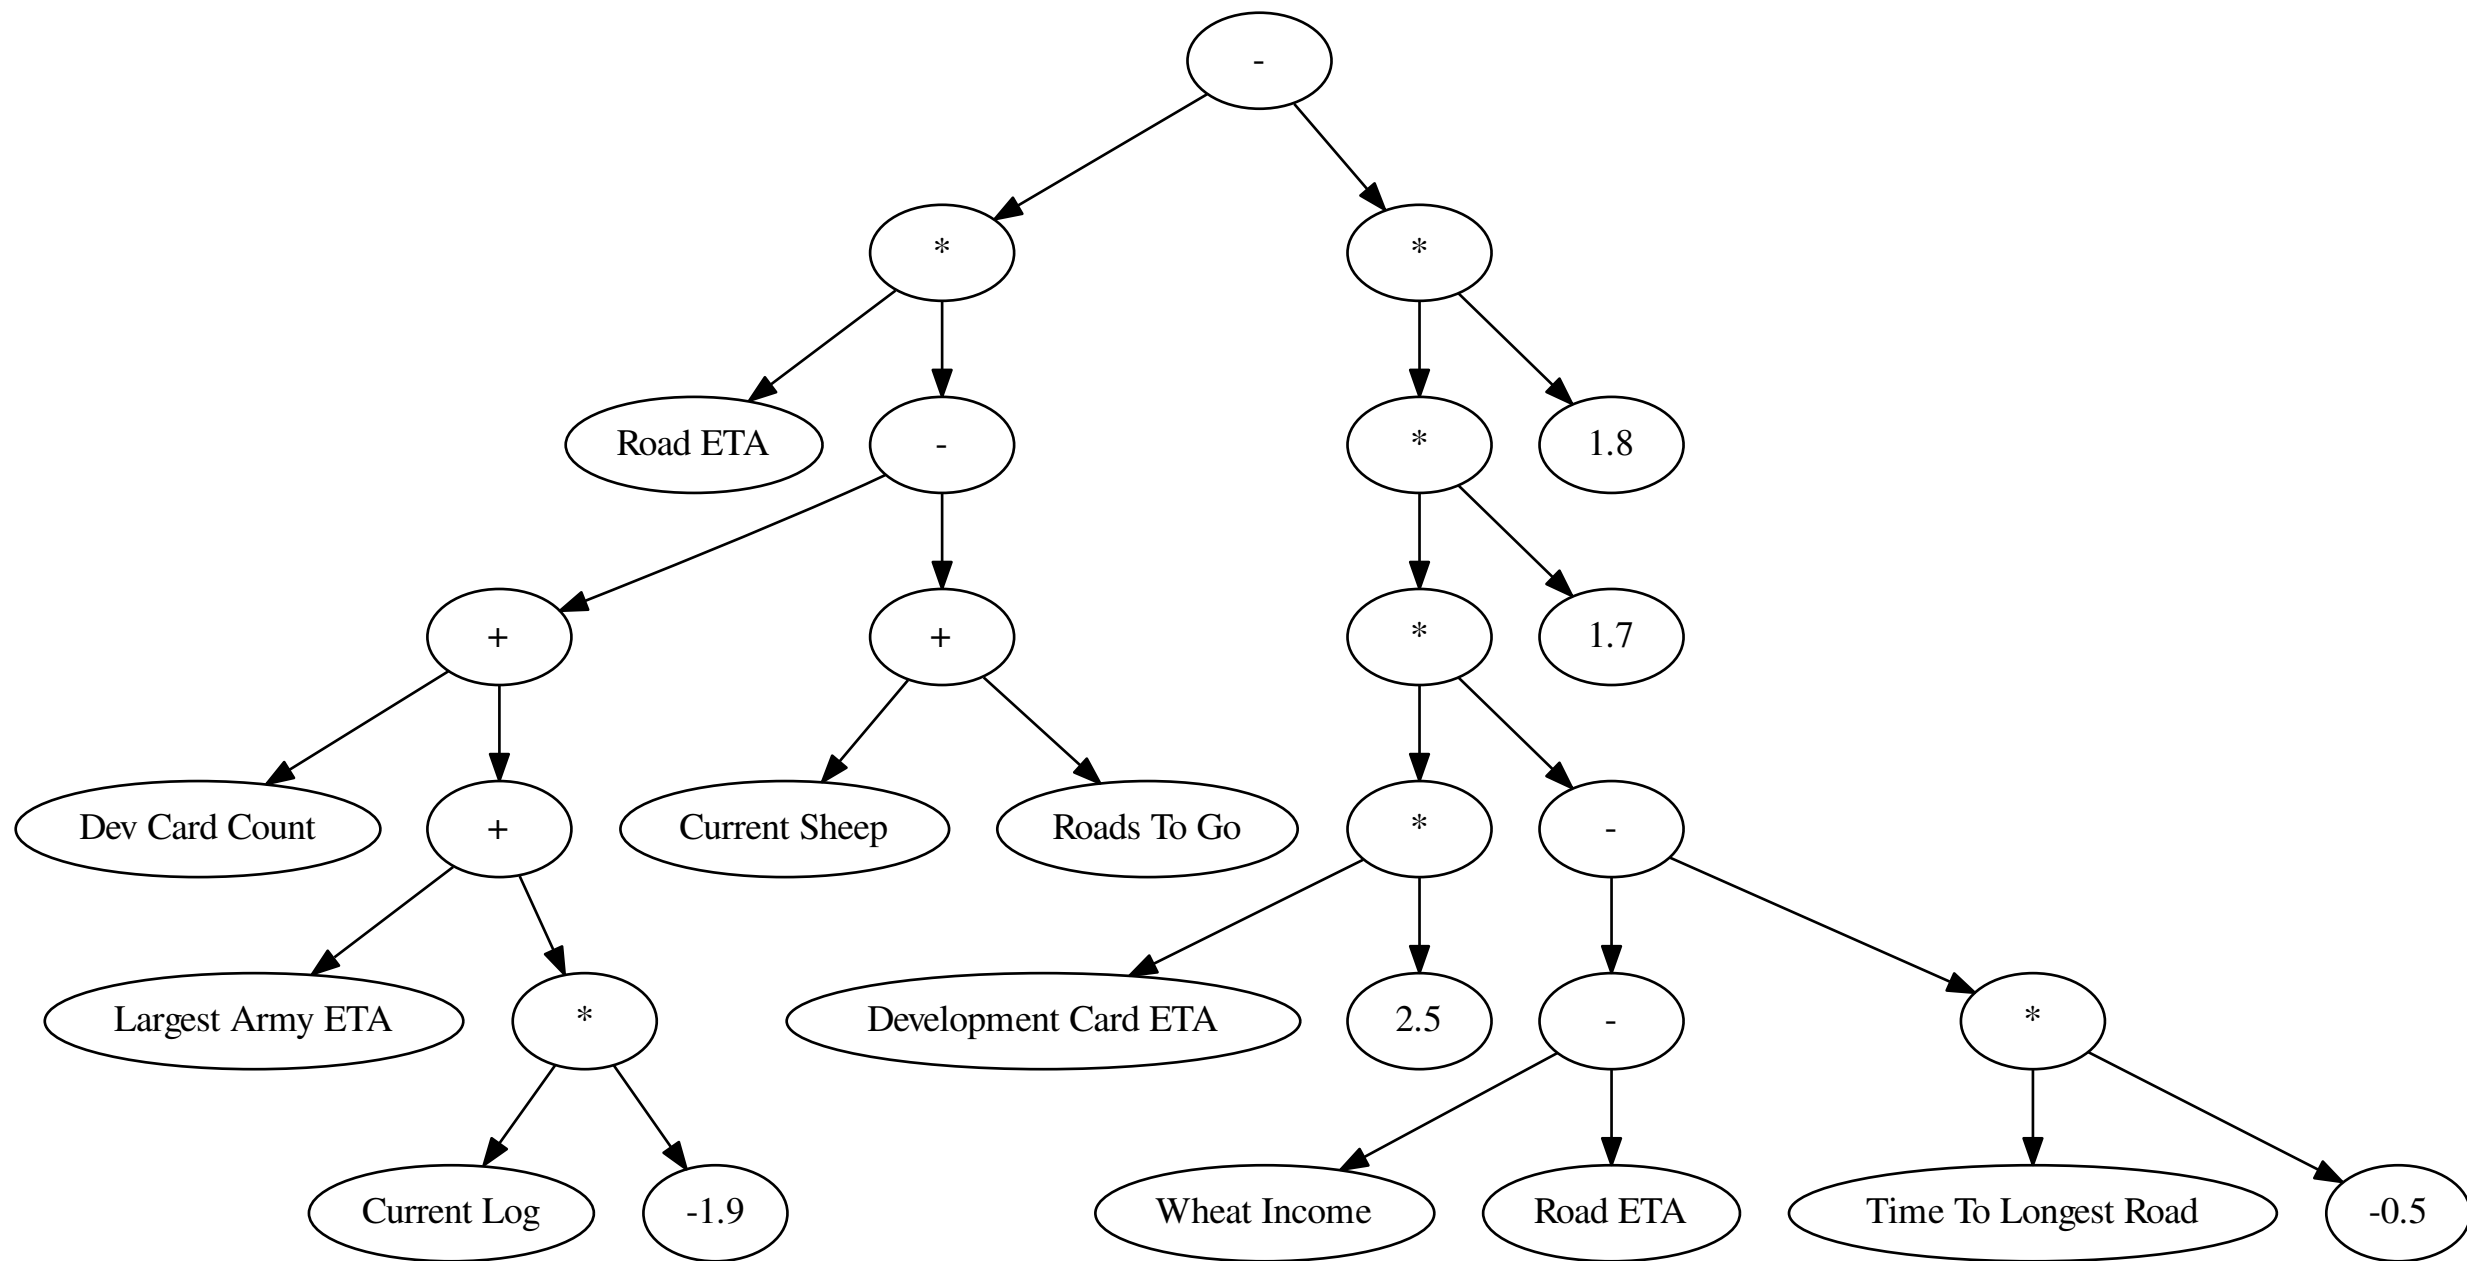 -
*
*
Road ETA
-
*
1.8
+
+
*
1.7
Dev Card Count
+
Current Sheep
Roads To Go
*
-
Largest Army ETA
*
Development Card ETA
2.5
-
*
Current Log
-1.9
Wheat Income
Road ETA
Time To Longest Road
-0.5